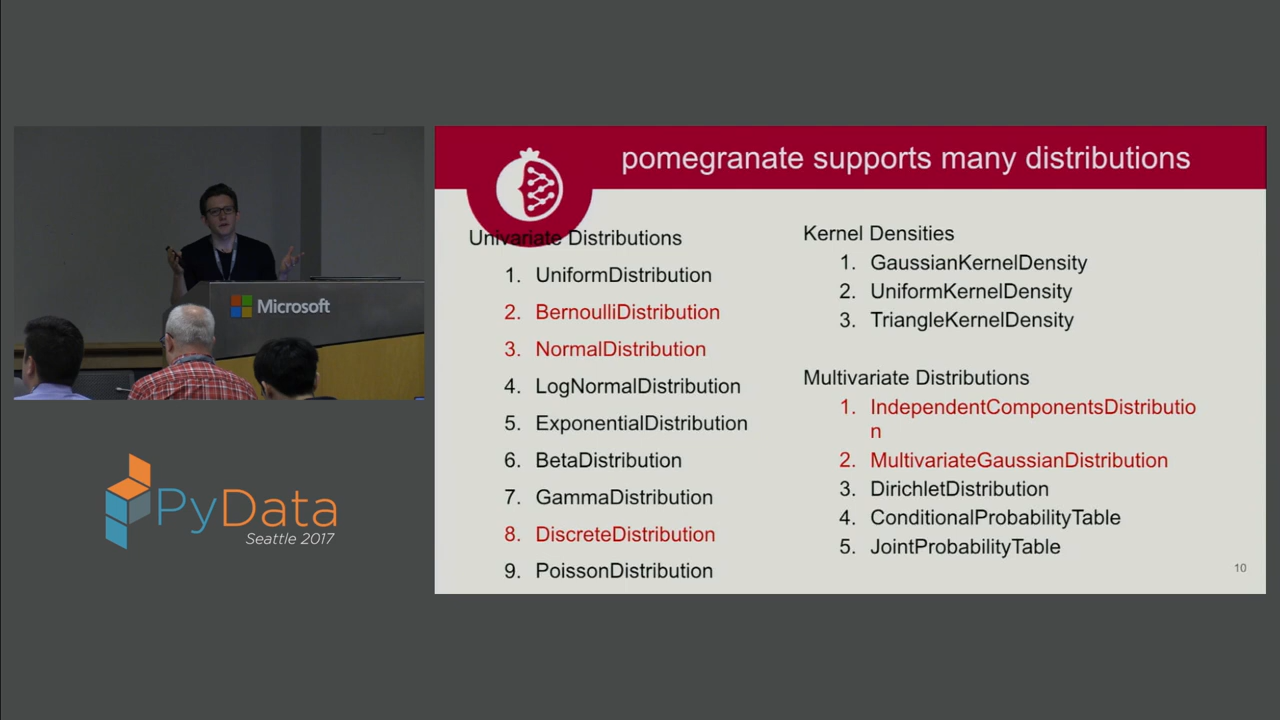 pomegranate supports many distributions
Univariate Distributions
1. UniformDistribution
2. BernoulliDistribution
3. NormalDistribution
4. LogNormalDistribution
5. ExponentialDistribution
6. BetaDistribution
7. GammaDistribution
8. DiscreteDistribution
9. PoissonDistribution
Kernel Densities
1. GaussianKernelDensity
2. UniformKernelDensity
3. TriangleKernelDensity
Multivariate Distributions
1. IndependentComponentsDistributio
n
2. MultivariateGaussianDistribution
3. DirichletDistribution
4. ConditionalProbabilityTable
5. JointProbabilityTable
10
Microsoft
PyData
Seattle 2017